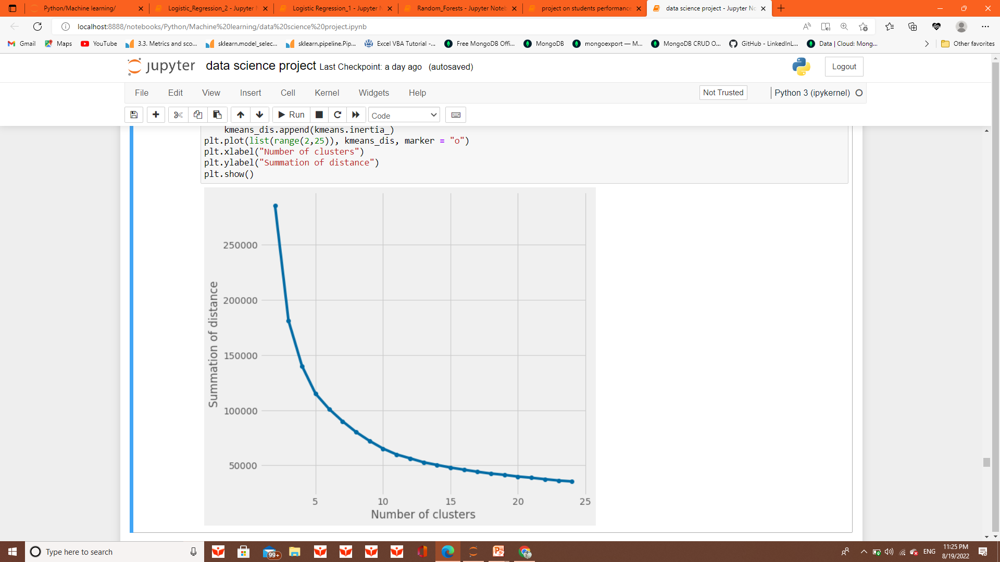 Python/Machine learning/
Logistic_Regression_2 - Jupyter N
Logistic Regression_1 - Jupyter N
Random_Forests - Jupyter Noteb
project on students performance
data science project - Jupyter No
localhost:8888/notebooks/Python/Machine%20learning/data%20science%20project.ipynb
Gmail
Maps
YouTube
3.3. Metrics and sco...
sklearn.model_selec...
sklearn.pipeline.Pip...
Excel VBA Tutorial -...
Free MongoDB Offi...
MongoDB
mongoexport — M...
MongoDB CRUD O...
GitHub - LinkedInL...
Data | Cloud: Mong...
Other favorites
jupyter data science project Last Checkpoint: a day ago (autosaved)
Logout
File Edit View Insert Cell Kernel Widgets Help
Not Trusted
Python 3 (ipykernel)
Run
Code
kmeans_dis.append(kmeans.inertia_)
plt.plot(list(range(2,25)), kmeans_dis, marker = "o")
plt.xlabel("Number of clusters")
plt.ylabel("Summation of distance")
plt.show()
250000
200000
150000
100000
50000
Summation of distance
5 10 15 20 25
Number of clusters
Type here to search
99+
ENG
11:25 PM
8/19/2022